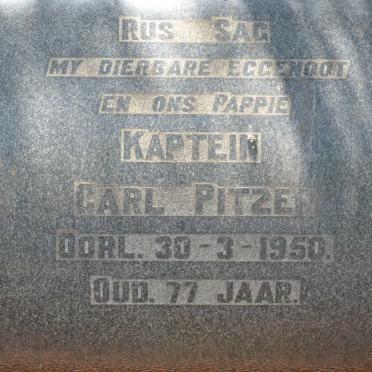 RUS SAG
MY DIERBARE EGGENOOT
EN ONS PAPPIE
KAPTEIN
CARL PITZER
OORL. 30-3-1950.
OUD. 77 JAAR.